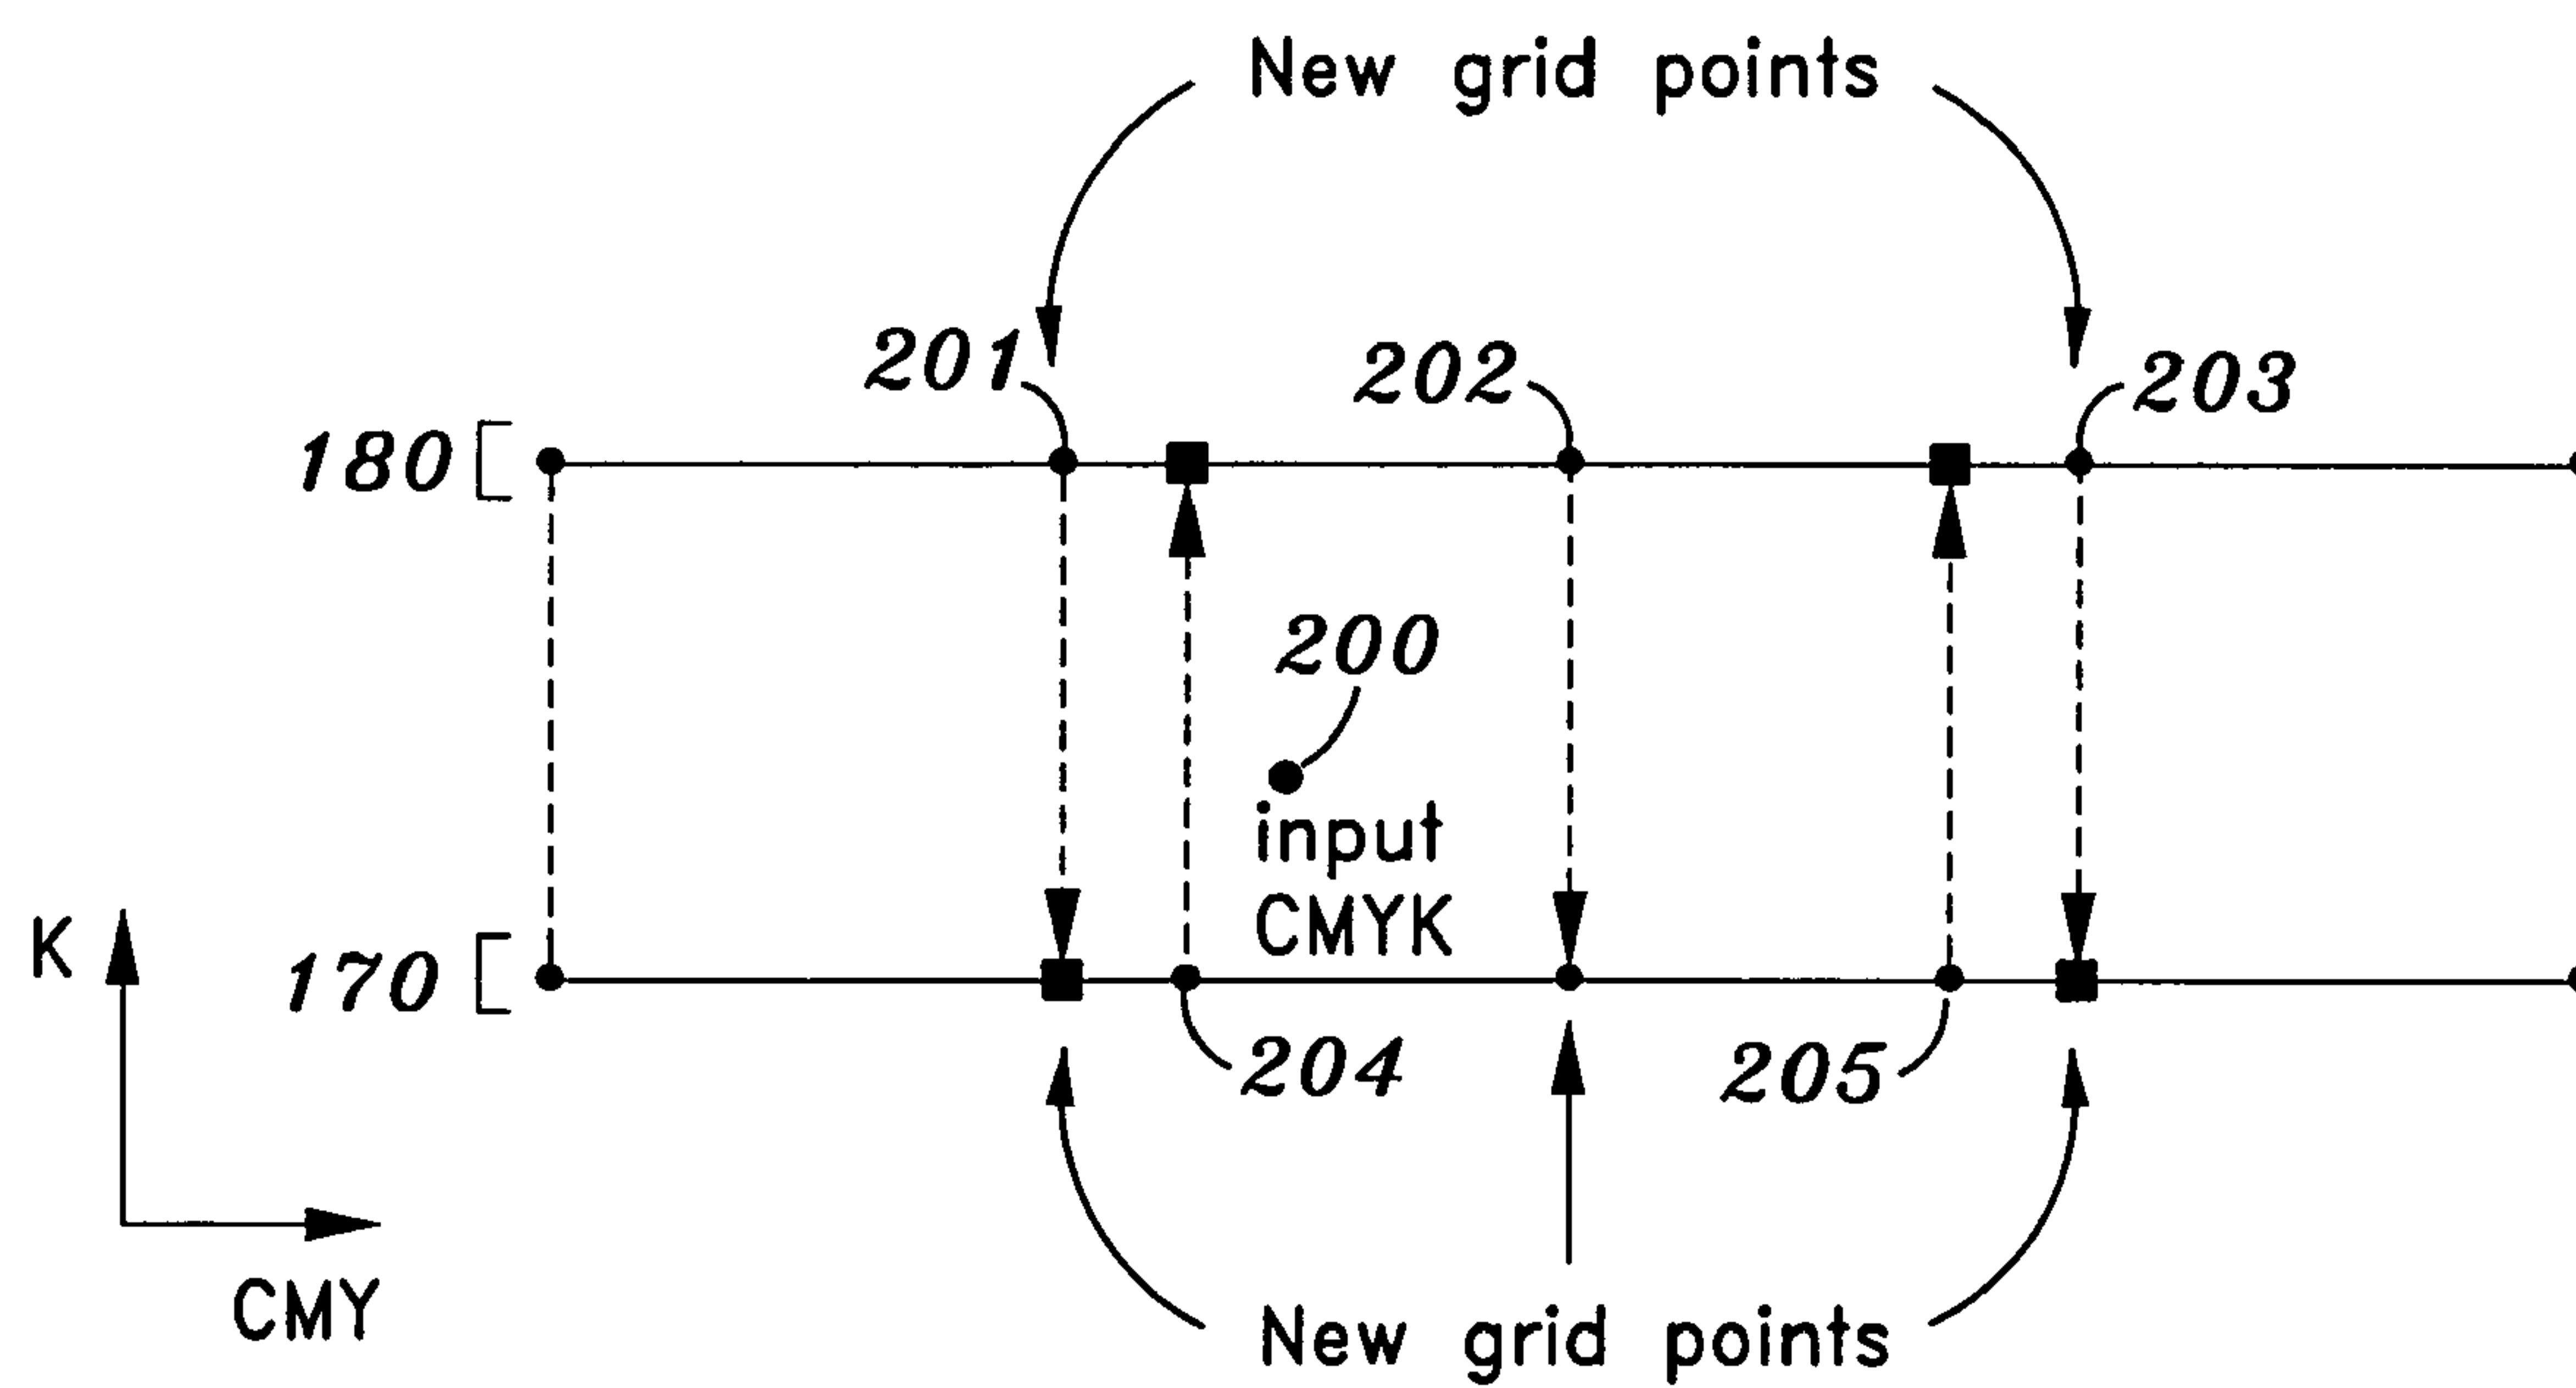 New grid points
201
202
203
180
200
input
CMYK
K
170
204
205
CMY
New grid points